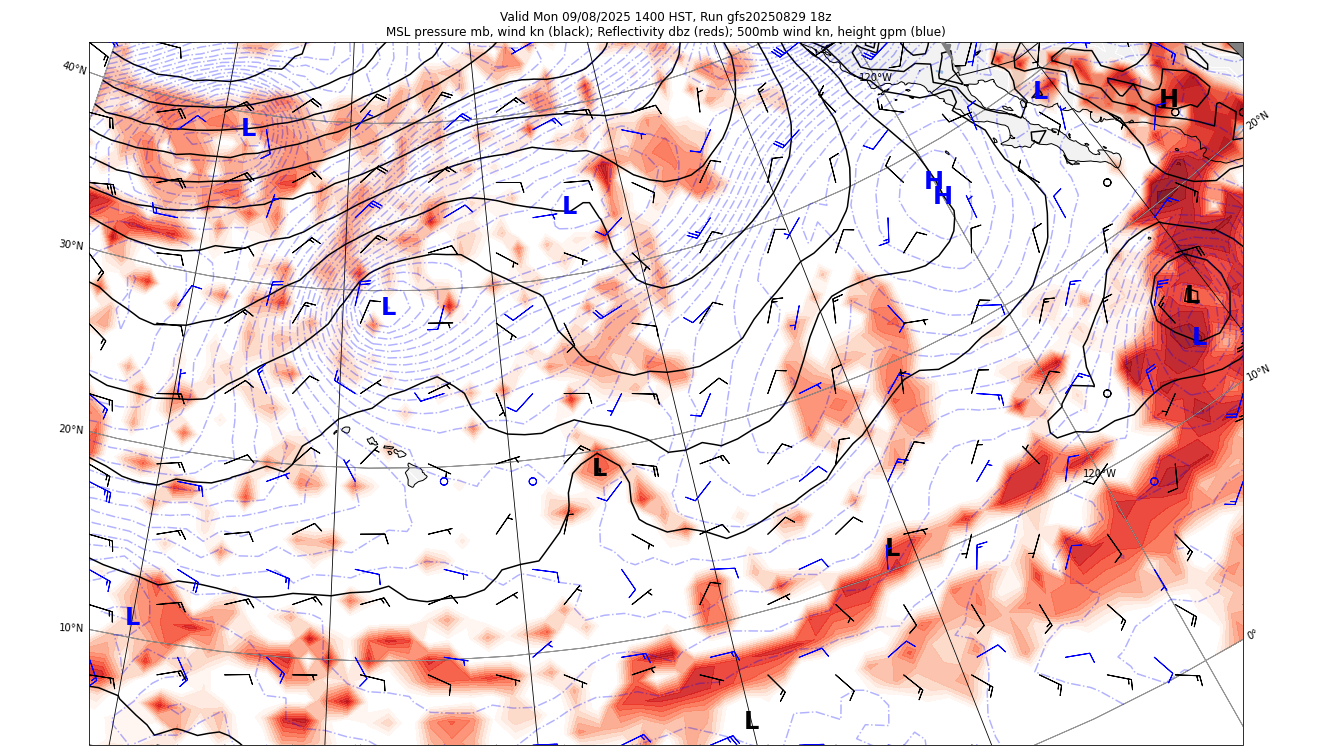 Valid Mon 09/08/2025 1400 HST, Run gfs20250829 18z
MSL pressure mb, wind kn (black); Reflectivity dbz (reds); 500mb wind kn, height gpm (blue)
40°N
120°W
L
H
20°N
L
H
H
L
30°N
L
L
L
10°N
20°N
L
120°W
L
L
10°N
0°
L